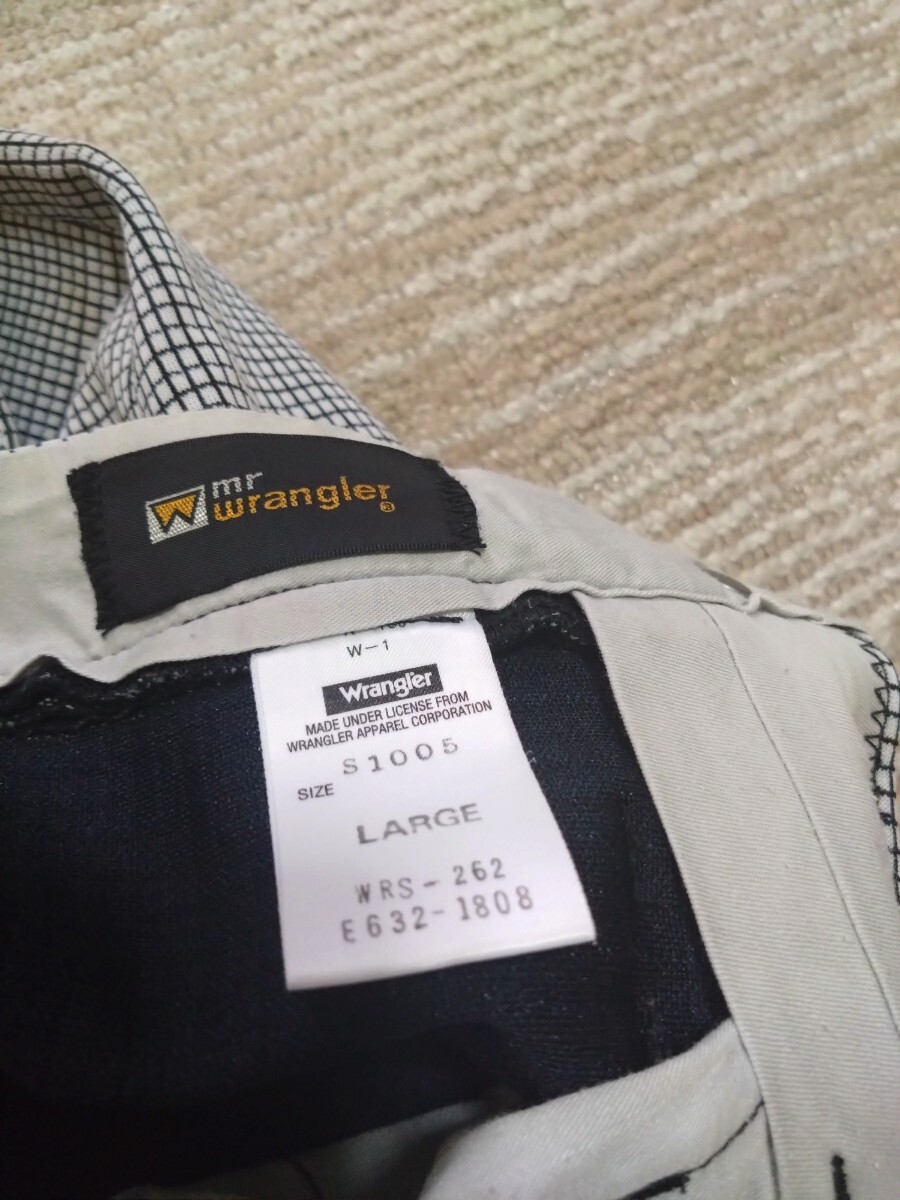 mr
wrangler®
W-1
Wrangler
MADE UNDER LICENSE FROM
WRANGLER APPAREL CORPORATION
S1005
SIZE
LARGE
WRS-262
E632-1808